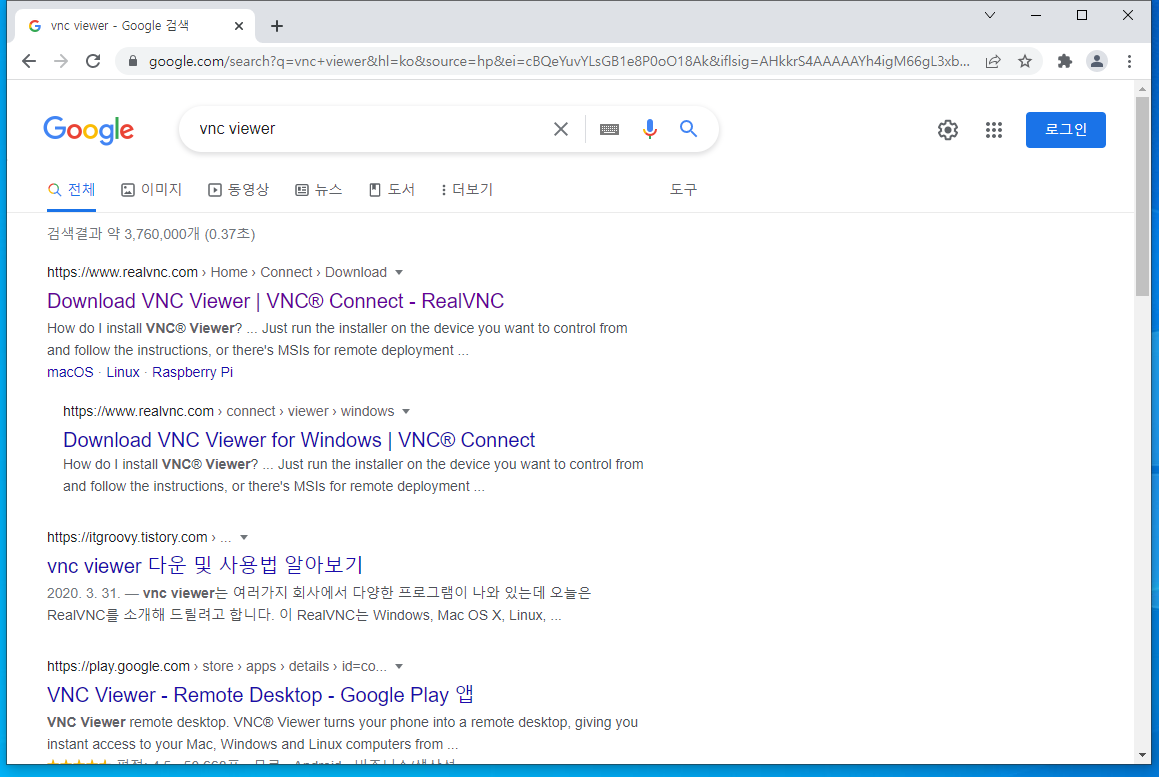 vnc viewer - Google 검색
google.com/search?q=vnc+viewer&hl=ko&source=hp&ei=cBQeYuvYLsGB1e8P0oO18Ak&iflsig=AHkkrS4AAAAAYh4igM66gL3xb...
Google
vnc viewer
로그인
전체 이미지 동영상 뉴스 도서 더보기 도구
검색결과 약 3,760,000개 (0.37초)
https://www.realvnc.com › Home › Connect › Download
Download VNC Viewer | VNC® Connect - RealVNC
How do I install VNC® Viewer? ... Just run the installer on the device you want to control from
and follow the instructions, or there's MSIs for remote deployment ...
macOS · Linux · Raspberry Pi
https://www.realvnc.com › connect › viewer › windows
Download VNC Viewer for Windows | VNC® Connect
How do I install VNC® Viewer? ... Just run the installer on the device you want to control from
and follow the instructions, or there's MSIs for remote deployment ...
https://itgroovy.tistory.com › ...
vnc viewer 다운 및 사용법 알아보기
2020. 3. 31. — vnc viewer는 여러가지 회사에서 다양한 프로그램이 나와 있는데 오늘은
RealVNC를 소개해 드릴려고 합니다. 이 RealVNC는 Windows, Mac OS X, Linux, ...
https://play.google.com › store › apps › details › id=co...
VNC Viewer - Remote Desktop - Google Play 앱
VNC Viewer remote desktop. VNC® Viewer turns your phone into a remote desktop, giving you
instant access to your Mac, Windows and Linux computers from ...